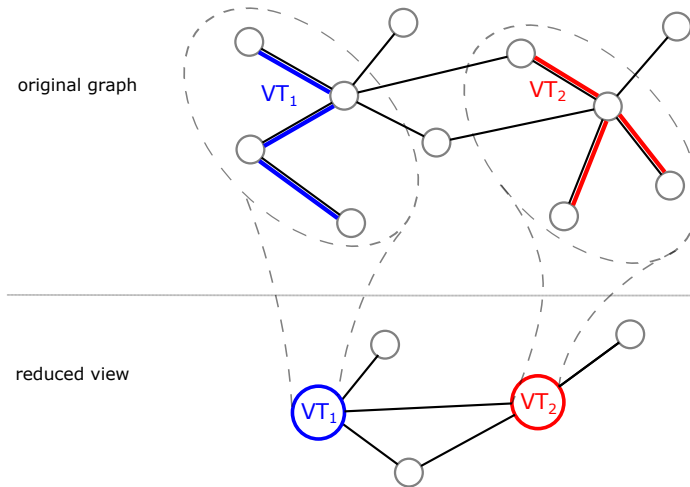 original graph
VT₁
VT₂
reduced view
VT₁
VT₂